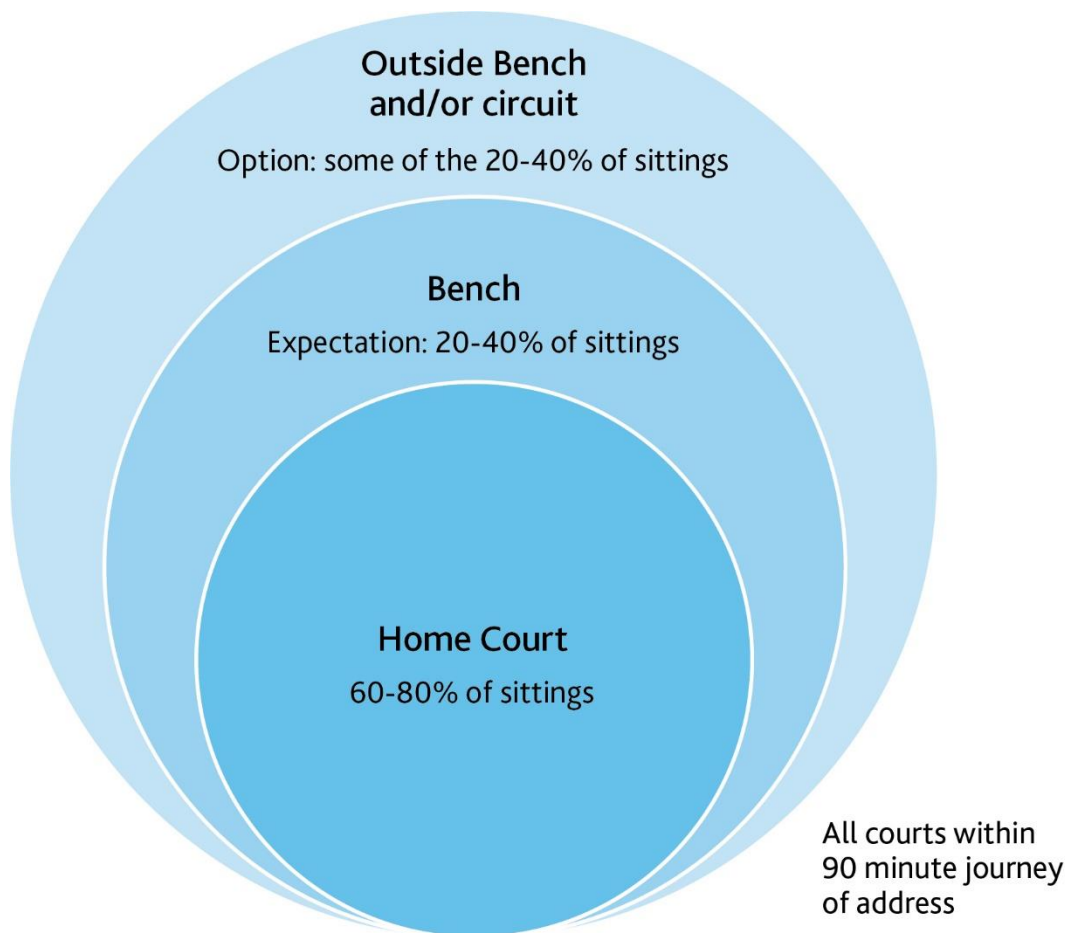 Outside Bench
and/or circuit
Option: some of the 20-40% of sittings
Bench
Expectation: 20-40% of sittings
Home Court
60-80% of sittings
All courts within
90 minute journey
of address